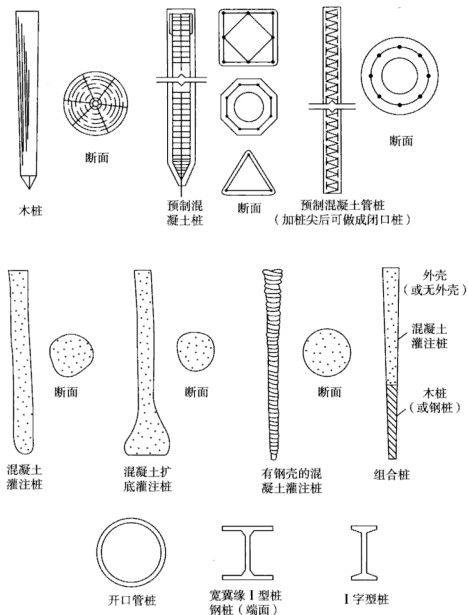 断面
断面
木桩
预制混
凝土桩
断面
预制混凝土管桩
（加桩尖后可做成闭口桩）
外壳
（或无外壳）
混凝土
灌注桩
断面
断面
断面
木桩
（或钢桩）
混凝土
灌注桩
混凝土扩
底灌注桩
有钢壳的混
凝土灌注桩
组合桩
开口管桩
宽冀缘Ⅰ型桩
钢桩（端面）
Ⅰ字型桩